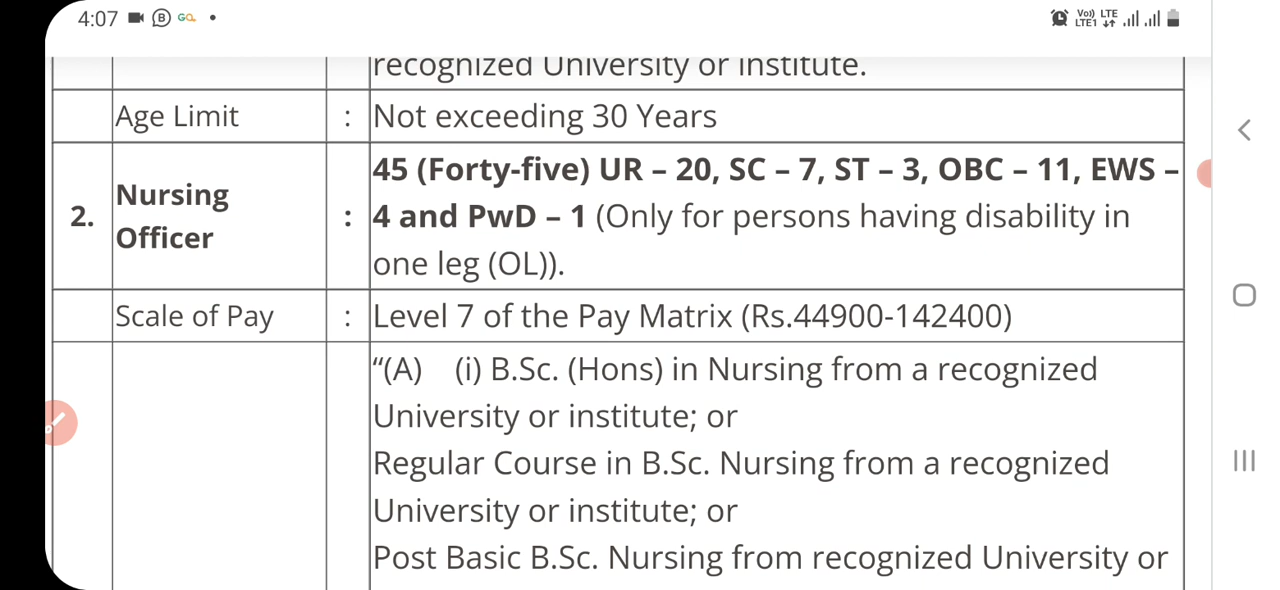 4:07
GO
Vo)) LTE
LTE1
recognized University or institute.
Age Limit : Not exceeding 30 Years
2. Nursing Officer : 45 (Forty-five) UR – 20, SC – 7, ST – 3, OBC – 11, EWS –
4 and PwD – 1 (Only for persons having disability in
one leg (OL)).
Scale of Pay : Level 7 of the Pay Matrix (Rs.44900-142400)
“(A) (i) B.Sc. (Hons) in Nursing from a recognized
University or institute; or
Regular Course in B.Sc. Nursing from a recognized
University or institute; or
Post Basic B.Sc. Nursing from recognized University or